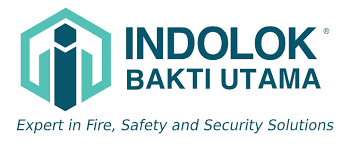 INDOLOK ®
BAKTI UTAMA
Expert in Fire, Safety and Security Solutions